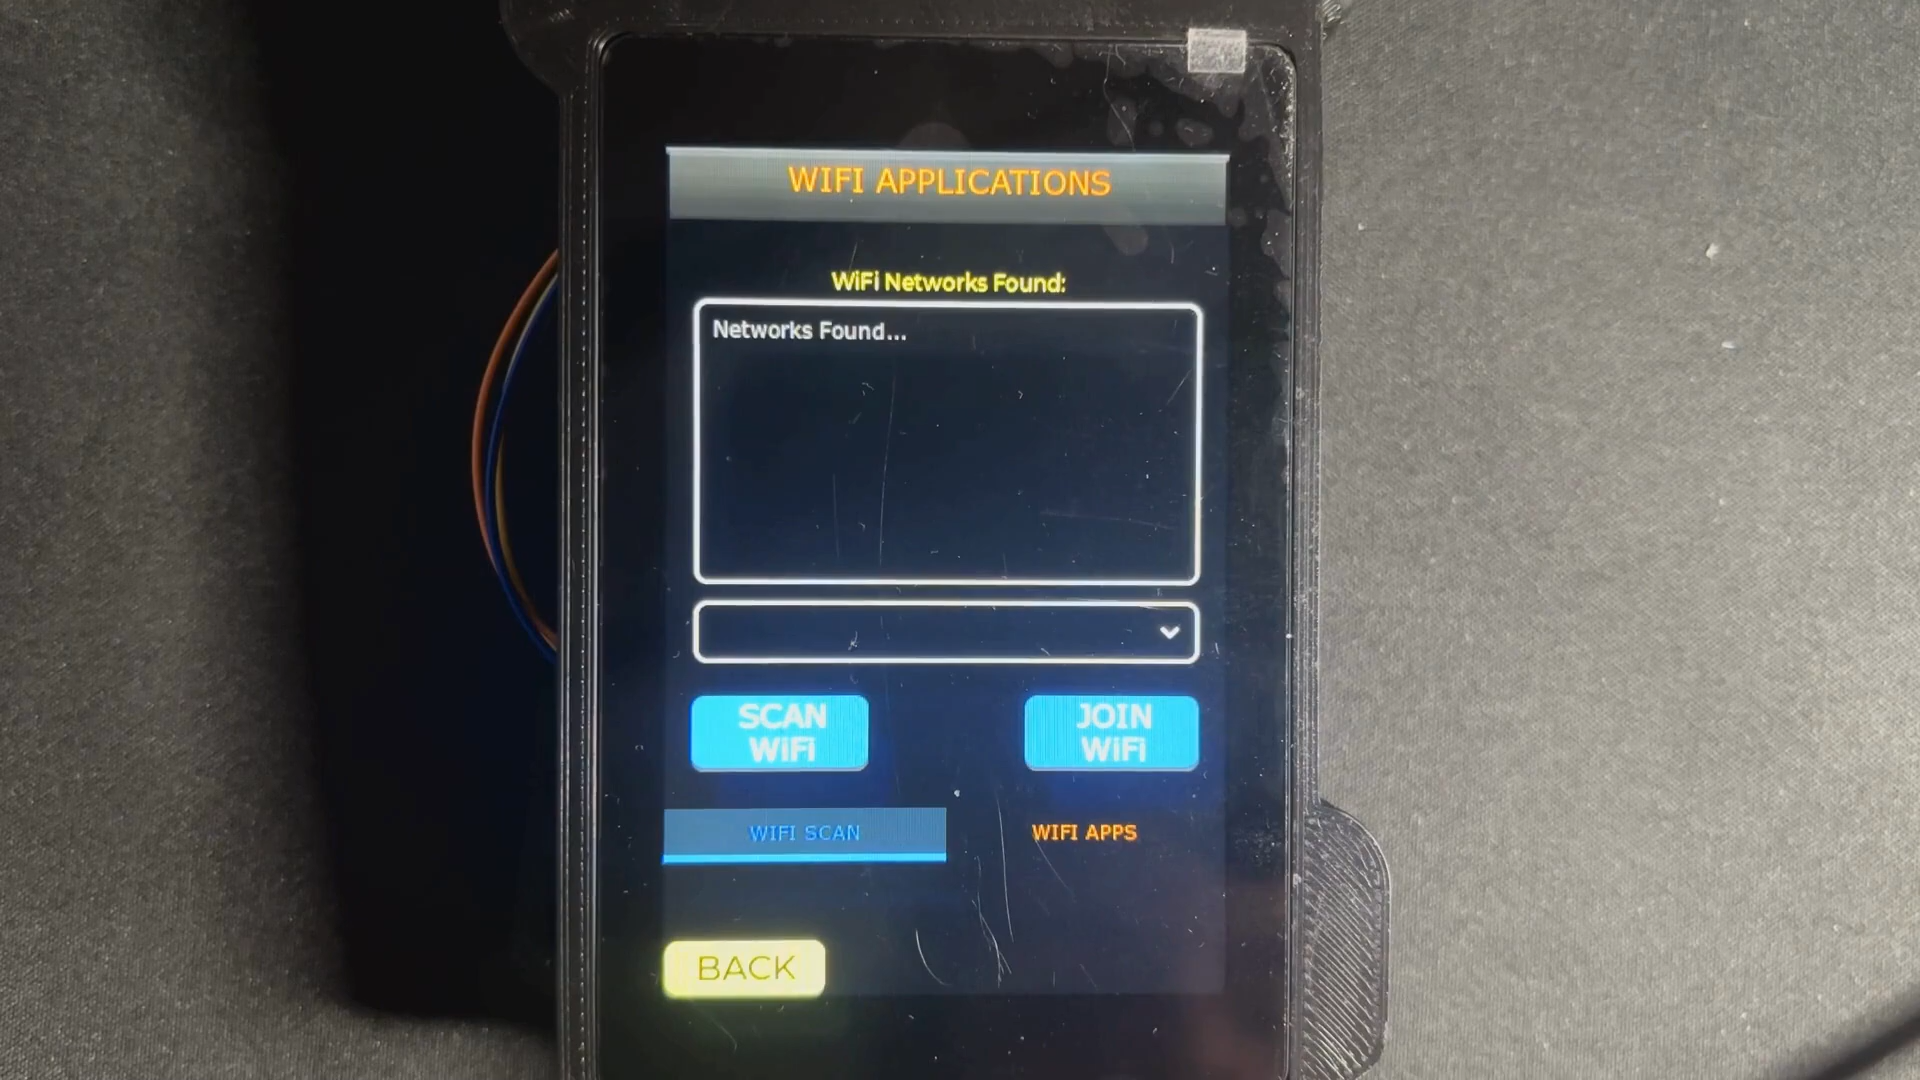 WIFI APPLICATIONS
WiFi Networks Found:
Networks Found...
SCAN
WiFi
JOIN
WiFi
WIFI SCAN
WIFI APPS
BACK